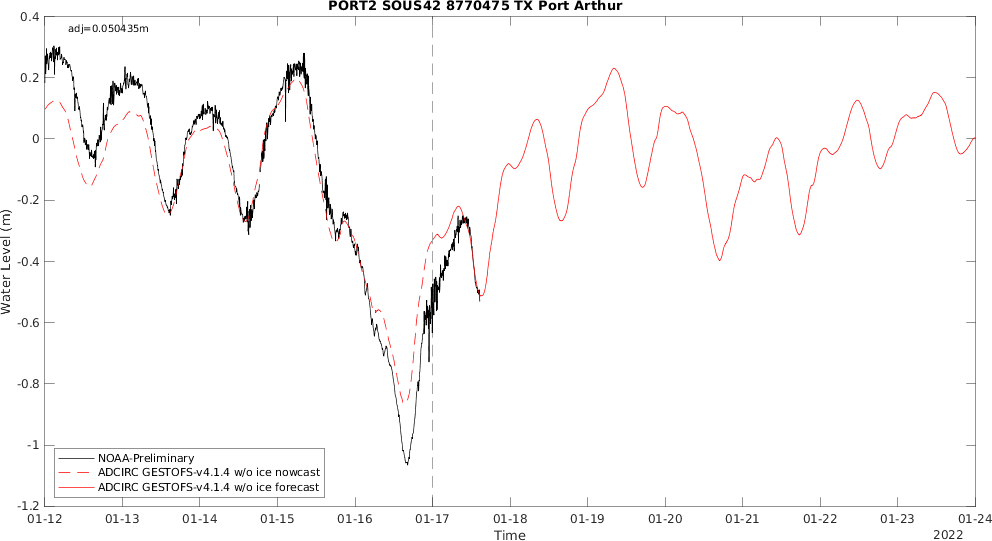 PORT2 SOUS42 8770475 TX Port Arthur
adj=0.050435m
0.4
0.2
0
-0.2
-0.4
-0.6
-0.8
-1
-1.2
Water Level (m)
NOAA-Preliminary
ADCIRC GESTOFS-v4.1.4 w/o ice nowcast
ADCIRC GESTOFS-v4.1.4 w/o ice forecast
01-12 01-13 01-14 01-15 01-16 01-17 01-18 01-19 01-20 01-21 01-22 01-23 01-24
Time
2022